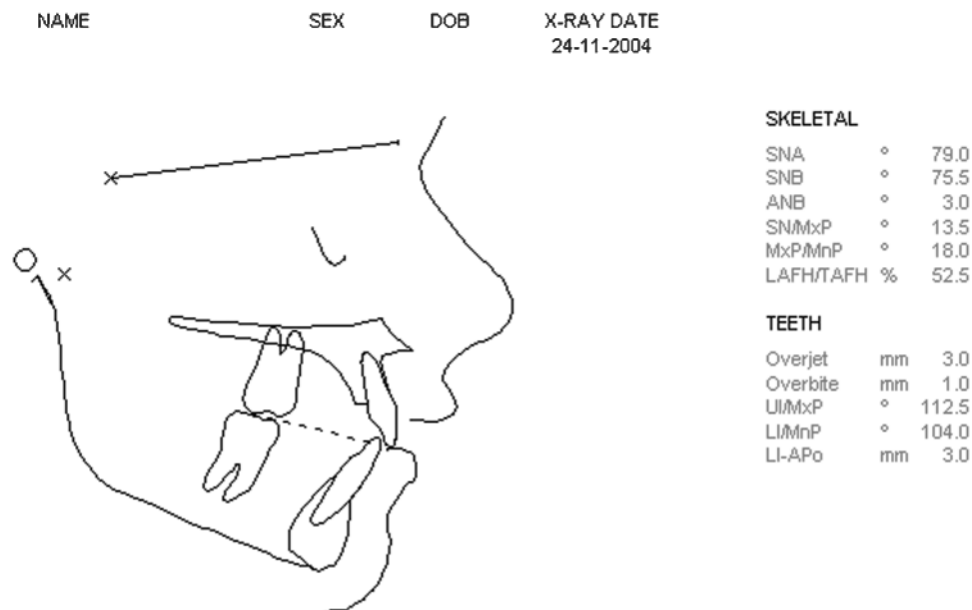 NAME SEX DOB X-RAY DATE
24-11-2004
SKELETAL
SNA ° 79.0
SNB ° 75.5
ANB ° 3.0
SN/MxP ° 13.5
MxP/MnP ° 18.0
LAFH/TAFH % 52.5
TEETH
Overjet mm 3.0
Overbite mm 1.0
UI/MxP ° 112.5
LI/MnP ° 104.0
LI-APo mm 3.0